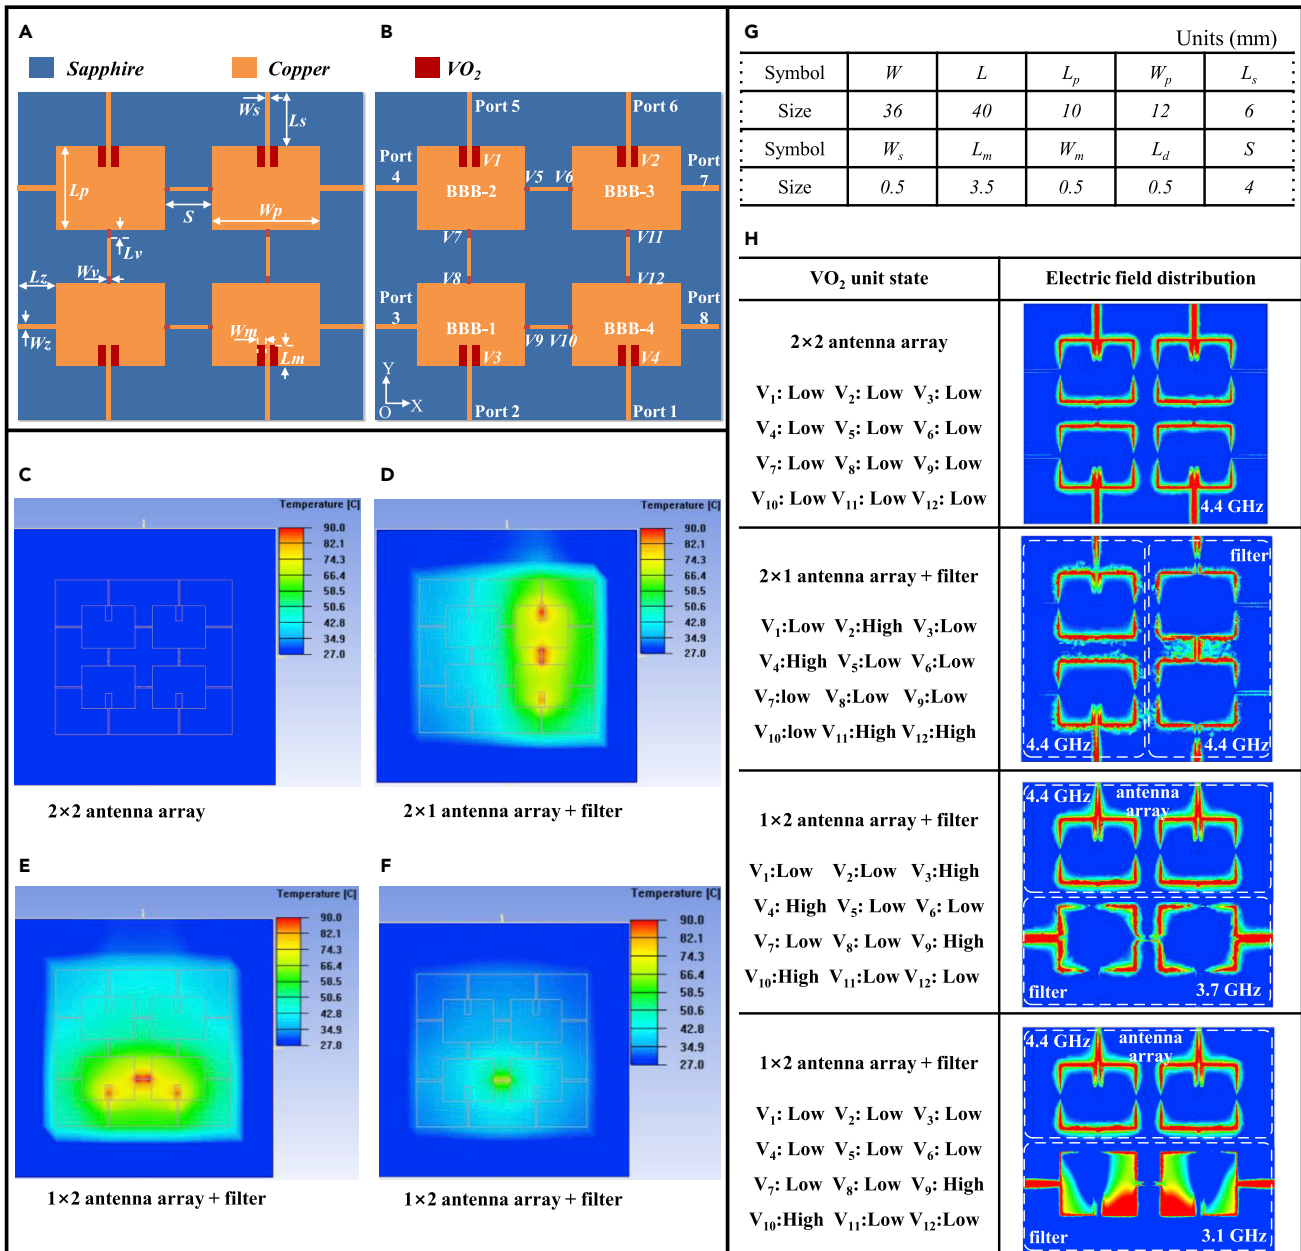 A
Sapphire Copper VO2
Ws
Ls
Lp
S
Wp
Lv
Wv
Lz
Wz
Wm
Lm
B
Port 5
Port 6
Port 4
V1
V2
Port 7
BBB-2
V5
V6
BBB-3
V7
V11
V8
V12
Port 3
BBB-1
V9
V10
BBB-4
Port 8
V3
V4
Y
O
X
Port 2
Port 1
C
Temperature [C]
90.0
82.1
74.3
66.4
58.5
50.6
42.8
34.9
27.0
2×2 antenna array
D
Temperature [C]
90.0
82.1
74.3
66.4
58.5
50.6
42.8
34.9
27.0
2×1 antenna array + filter
E
Temperature [C]
90.0
82.1
74.3
66.4
58.5
50.6
42.8
34.9
27.0
1×2 antenna array + filter
F
Temperature [C]
90.0
82.1
74.3
66.4
58.5
50.6
42.8
34.9
27.0
1×2 antenna array + filter
G
Units (mm)
Symbol W L Lp Wp Ls
Size 36 40 10 12 6
Symbol Ws Lm Wm Ld S
Size 0.5 3.5 0.5 0.5 4
H
VO2 unit state Electric field distribution
2×2 antenna array
V1: Low V2: Low V3: Low
V4: Low V5: Low V6: Low
V7: Low V8: Low V9: Low
V10: Low V11: Low V12: Low
4.4 GHz
2×1 antenna array + filter
V1:Low V2:High V3:Low
V4:High V5:Low V6:Low
V7:low V8:Low V9:Low
V10:low V11:High V12:High
filter
4.4 GHz
4.4 GHz
1×2 antenna array + filter
V1:Low V2:Low V3:High
V4: High V5: Low V6: Low
V7: Low V8: Low V9: High
V10:High V11:Low V12: Low
4.4 GHz
antenna
array
filter
3.7 GHz
1×2 antenna array + filter
V1: Low V2: Low V3: Low
V4: Low V5: Low V6: Low
V7: Low V8: Low V9: High
V10:High V11:Low V12:Low
4.4 GHz
antenna
array
filter
3.1 GHz